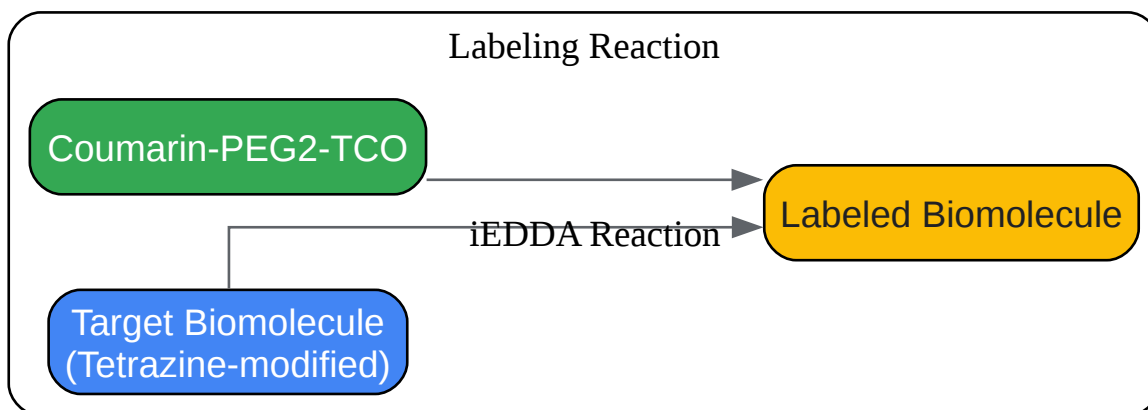 Labeling Reaction
Coumarin-PEG2-TCO
Labeled Biomolecule
iEDDA Reaction
Target Biomolecule
(Tetrazine-modified)